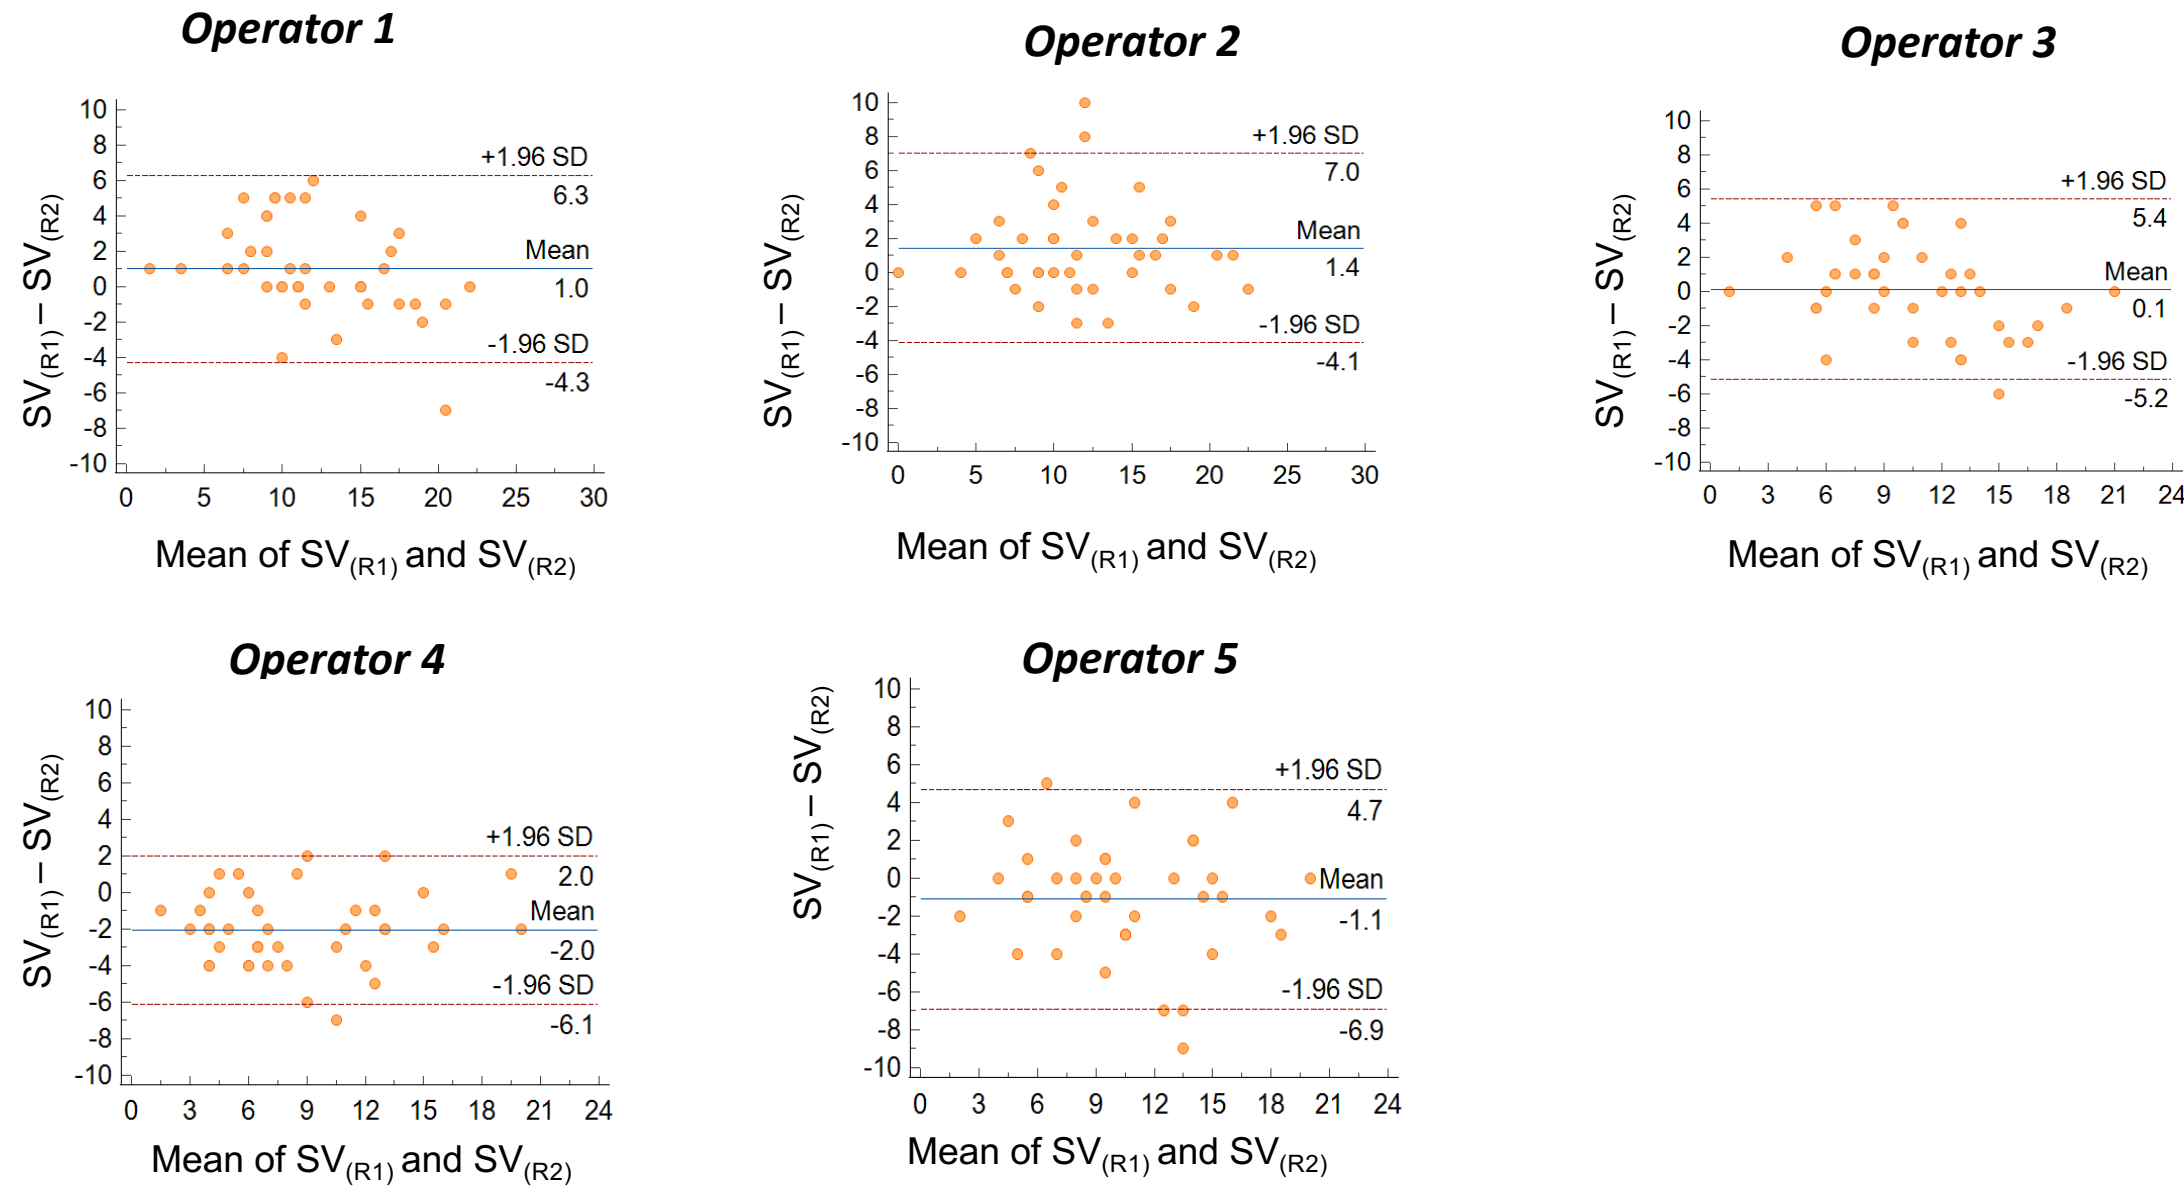 Operator 1
10
8
6
4
2
0
-2
-4
-6
-8
-10
+1.96 SD
6.3
Mean
1.0
-1.96 SD
-4.3
0 5 10 15 20 25 30
SV(R1) – SV(R2)
Mean of SV(R1) and SV(R2)
Operator 2
10
8
6
4
2
0
-2
-4
-6
-8
-10
+1.96 SD
7.0
Mean
1.4
-1.96 SD
-4.1
0 5 10 15 20 25 30
SV(R1) – SV(R2)
Mean of SV(R1) and SV(R2)
Operator 3
10
8
6
4
2
0
-2
-4
-6
-8
-10
+1.96 SD
5.4
Mean
0.1
-1.96 SD
-5.2
0 3 6 9 12 15 18 21 24
SV(R1) – SV(R2)
Mean of SV(R1) and SV(R2)
Operator 4
10
8
6
4
2
0
-2
-4
-6
-8
-10
+1.96 SD
2.0
Mean
-2.0
-1.96 SD
-6.1
0 3 6 9 12 15 18 21 24
SV(R1) – SV(R2)
Mean of SV(R1) and SV(R2)
Operator 5
10
8
6
4
2
0
-2
-4
-6
-8
-10
+1.96 SD
4.7
Mean
-1.1
-1.96 SD
-6.9
0 3 6 9 12 15 18 21 24
SV(R1) – SV(R2)
Mean of SV(R1) and SV(R2)